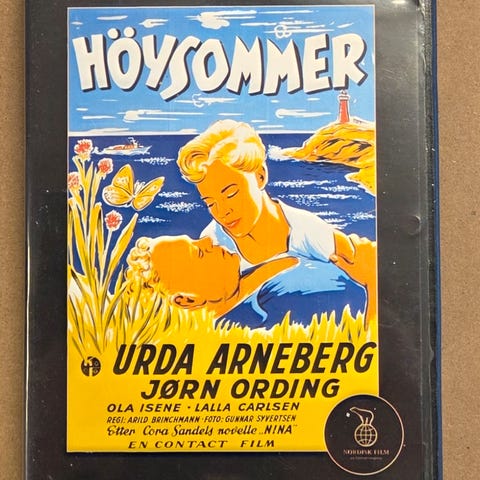 HÖYSOMMER
URDA ARNEBERG
JØRN ORDING
OLA ISENE · LALLA CARLSEN
REGI: ARILD BRINCHMANN · FOTO: GUNNAR SYVERTSEN
Etter Cora Sandels novelle „NINA”
EN CONTACT FILM
NORDISK FILM